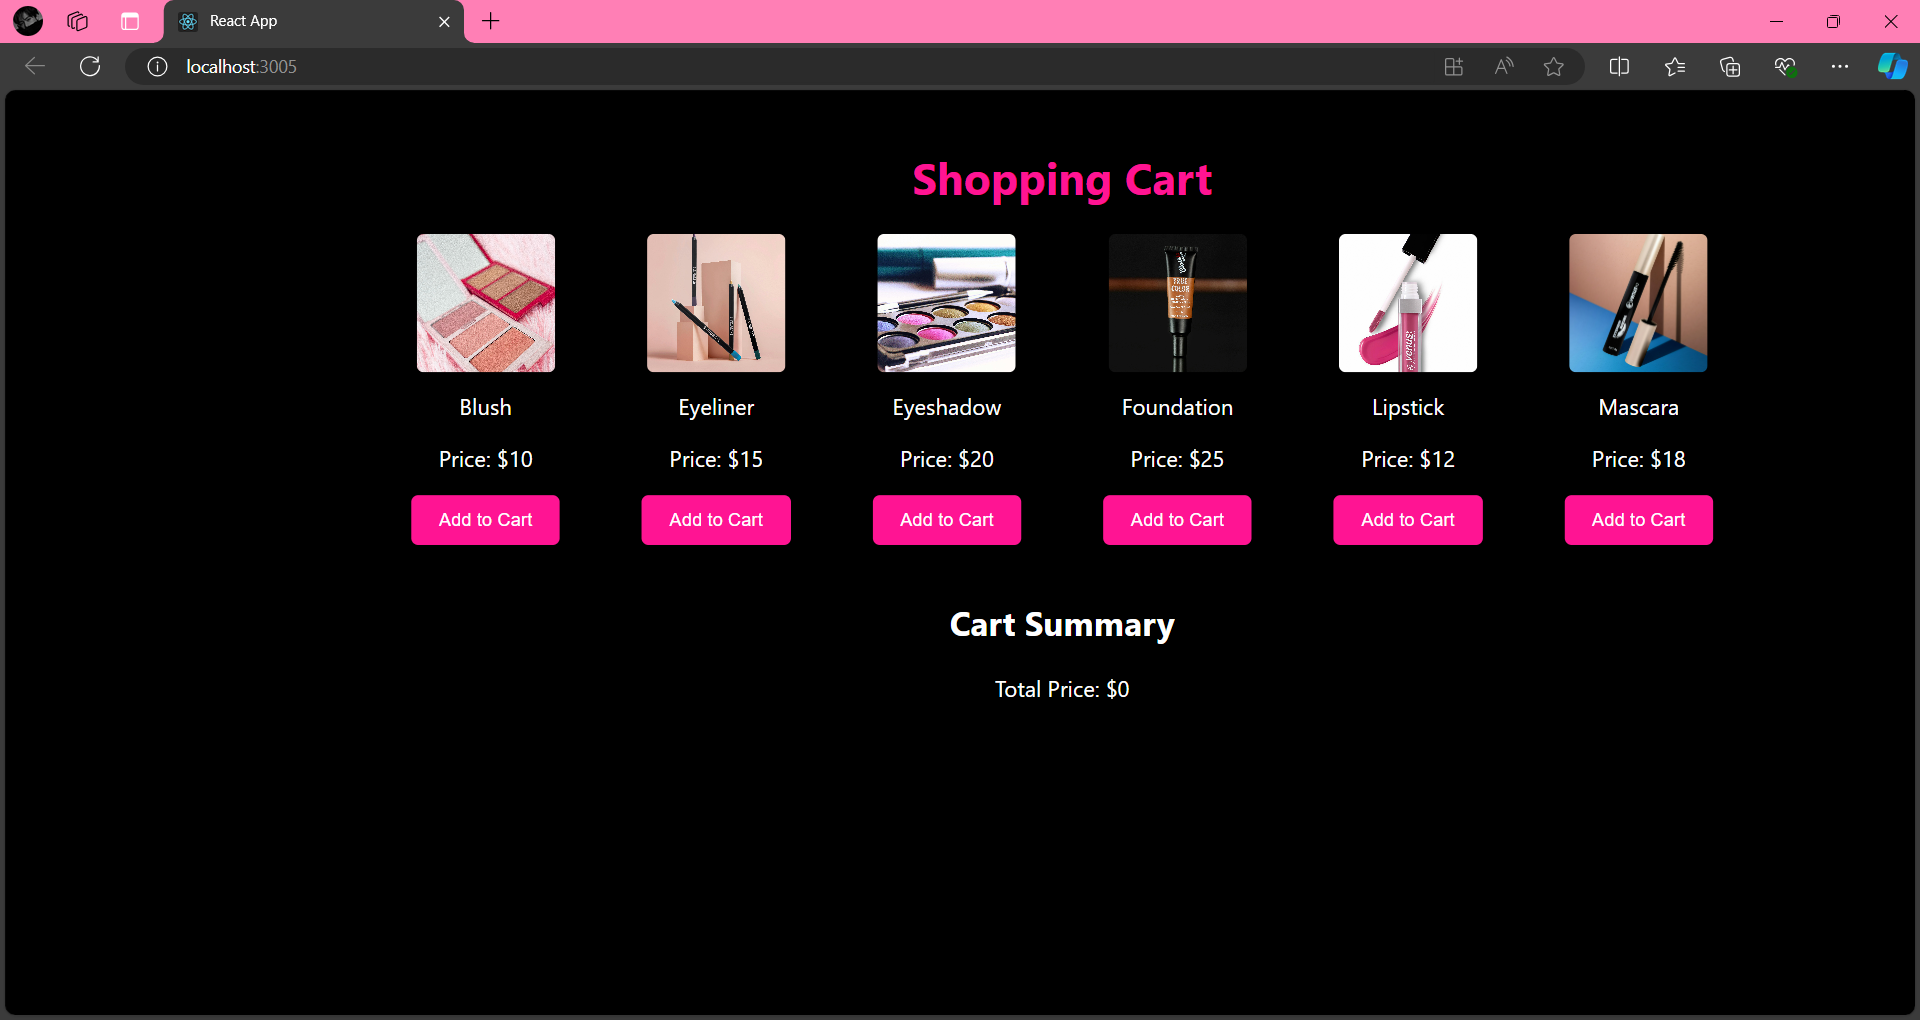 React App
localhost:3005
Shopping Cart
Blush Eyeliner Eyeshadow Foundation Lipstick Mascara
Price: $10 Price: $15 Price: $20 Price: $25 Price: $12 Price: $18
Add to Cart Add to Cart Add to Cart Add to Cart Add to Cart Add to Cart
Cart Summary
Total Price: $0